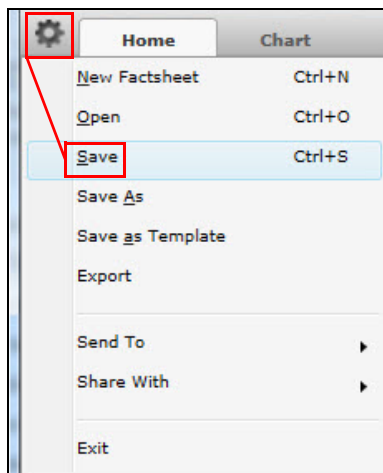 Home Chart
New Factsheet Ctrl+N
Open Ctrl+O
Save Ctrl+S
Save As
Save as Template
Export
Send To
Share With
Exit